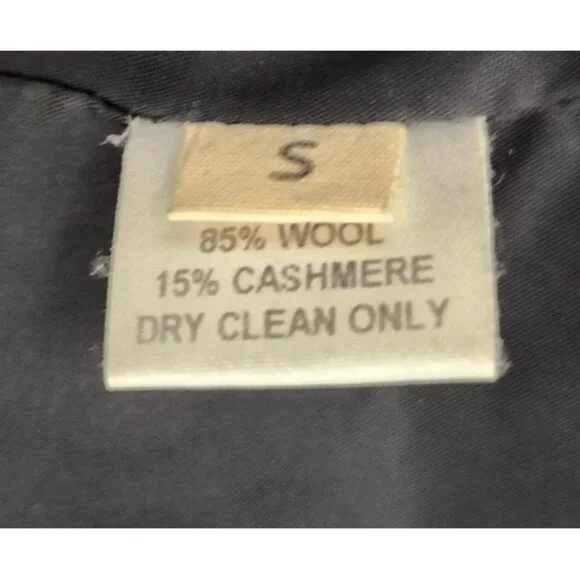 S
85% WOOL
15% CASHMERE
DRY CLEAN ONLY